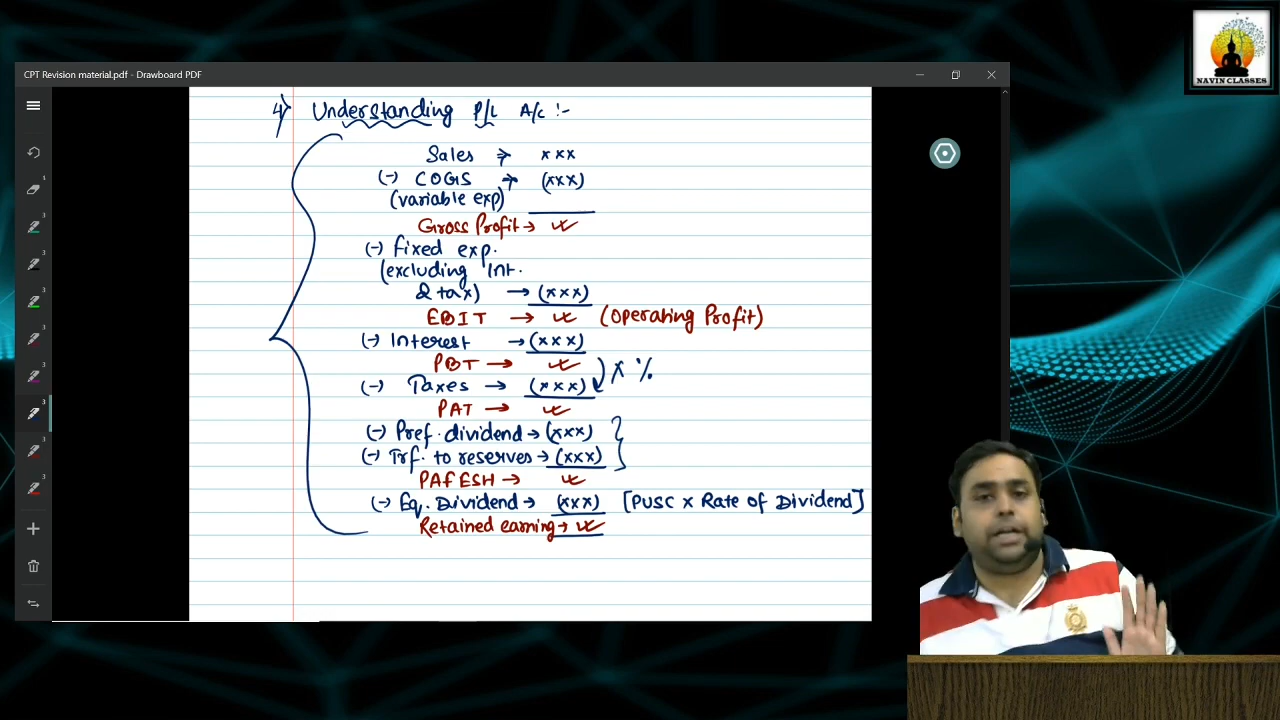 NAVIN CLASSES
CPT Revision material.pdf - Drawboard PDF
4) Understanding P/L A/c :-
Sales → xxx
(-) COGS → (xxx)
(variable exp)
Gross Profit →
(-) fixed exp.
(excluding Int.
& tax) → (xxx)
EBIT → (Operating Profit)
(-) Interest → (xxx)
PBT →
(-) Taxes → (xxx) X %
PAT →
(-) Pref. dividend → (xxx)
(-) Trf. to reserves → (xxx)
PAFESH →
(-) Eq. Dividend → (xxx) [PUSC x Rate of Dividend]
Retained earning →